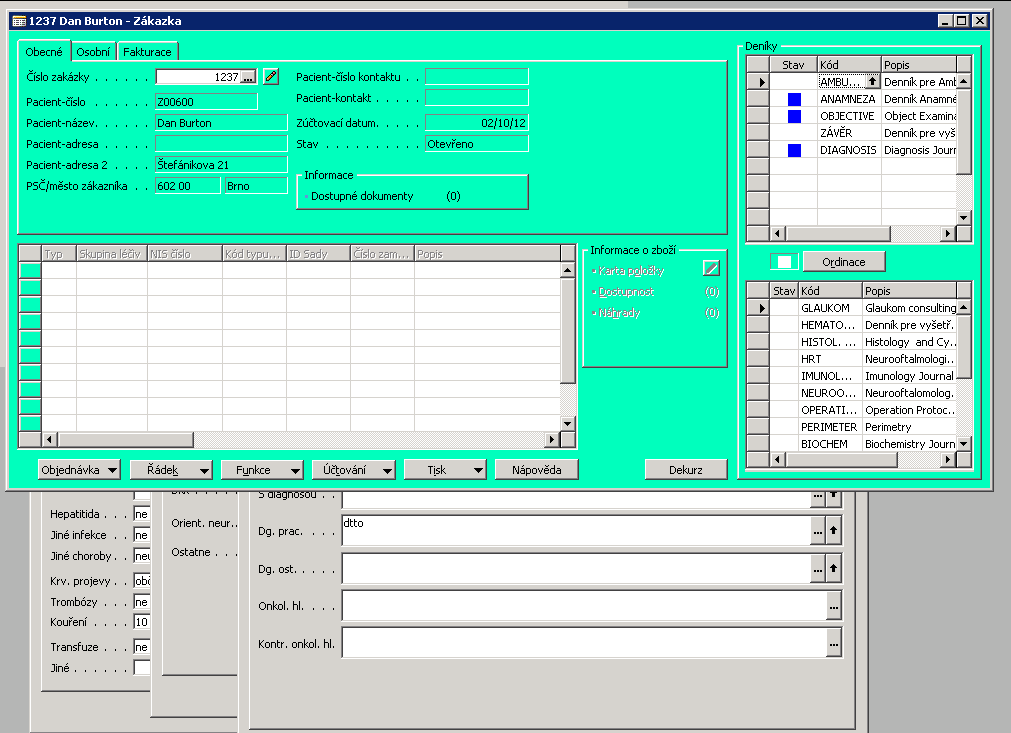 1237 Dan Burton - Zákazka
Obecné Osobní Fakturace
Číslo zakázky . . . . . . 1237 ...
Pacient-číslo . . . . . . Z00600
Pacient-název. . . . . . Dan Burton
Pacient-adresa . . . . .
Pacient-adresa 2 . . . . Štefánikova 21
PSČ/město zákazníka . . 602 00 Brno
Pacient-číslo kontaktu . .
Pacient-kontakt . . . . .
Zúčtovací datum. . . . . 02/10/12
Stav . . . . . . . . . . Otevřeno
Informace
Dostupné dokumenty (0)
Typ Skupina léčiv NIS číslo Kód typu... ID Sady Číslo zam... Popis
Informace o zboží
Karta položky
Dostupnost (0)
Náhrady (0)
Objednávka Řádek Funkce Účtování Tisk Nápověda Dekurz
Deníky
Stav Kód Popis
AMBU... Denník pre Amb
ANAMNEZA Denník Anamné
OBJECTIVE Object Examina
ZÁVĚR Denník pre vyš
DIAGNOSIS Diagnosis Jour
Ordinace
Stav Kód Popis
GLAUKOM Glaukom consulting
HEMATO... Denník pre vyšetř.
HISTOL. ... Histology and Cy..
HRT Neurooftalmologi...
IMUNOL... Imunology Journal
NEUROO... Neurooftalomolog.
OPERATI... Operation Protoc..
PERIMETER Perimetry
BIOCHEM Biochemistry Journ
Hepatitida . . . ne
Jiné infekce . . ne
Jiné choroby . . neu
Krv. projevy . . obč
Trombózy . . . ne
Kouření . . . . 10
Transfuze . . . ne
Jiné . . . . . .
Orient. neur..
Ostatne . . .
S diagnosou . . ...
Dg. prac. . . . . dtto ...
Dg. ost. . . . . ...
Onkol. hl. . . . . ...
Kontr. onkol. hl. ...